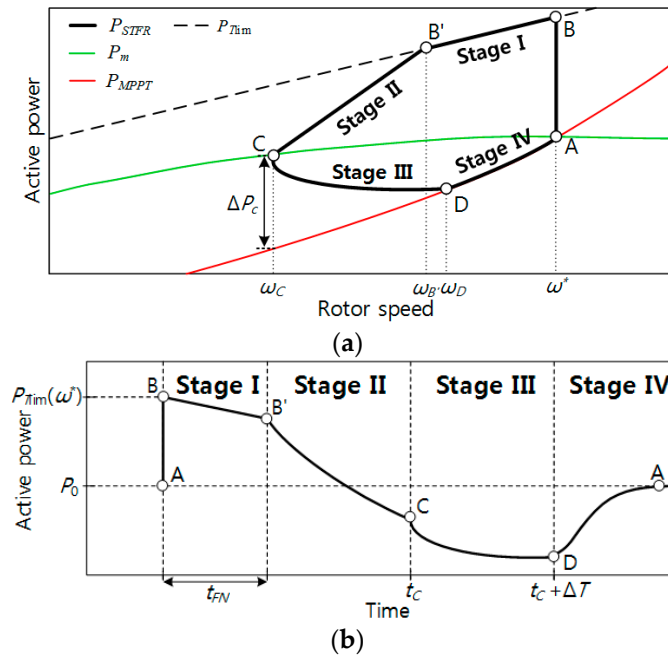 P_STFR
P_Tlim
P_m
P_MPPT
Active power
B
B'
Stage I
Stage II
C
A
Stage III
Stage IV
D
ΔP_c
ω_C
ω_B'
ω_D
ω*
Rotor speed
(a)
Stage I
Stage II
Stage III
Stage IV
P_Tlim(ω*)
B
B'
P_0
A
A
C
D
Active power
t_FN
t_C
t_C + ΔT
Time
(b)